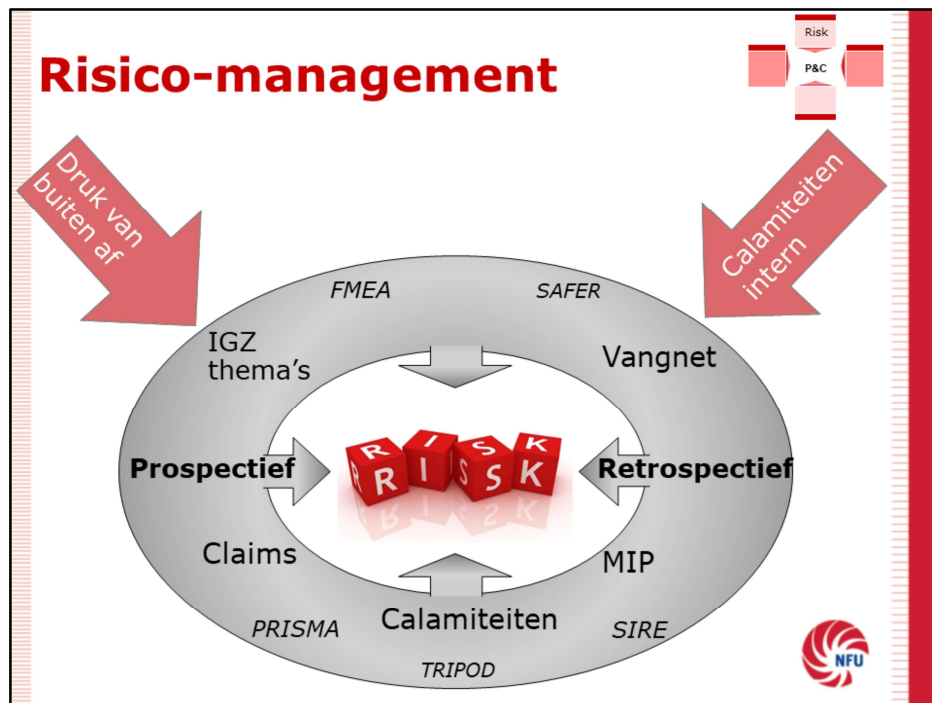 Risico-management
Risk
P&C
Druk van
buiten af
Calamiteiten
intern
FMEA
SAFER
IGZ
thema's
Vangnet
Prospectief
RISK
Retrospectief
Claims
MIP
Calamiteiten
PRISMA
SIRE
TRIPOD
NFU